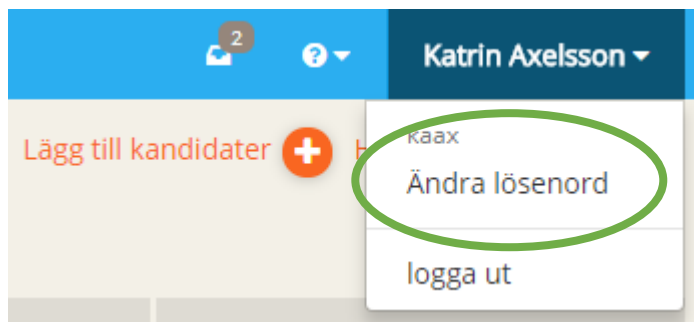 2
Katrin Axelsson
Lägg till kandidater
kaax
Ändra lösenord
logga ut